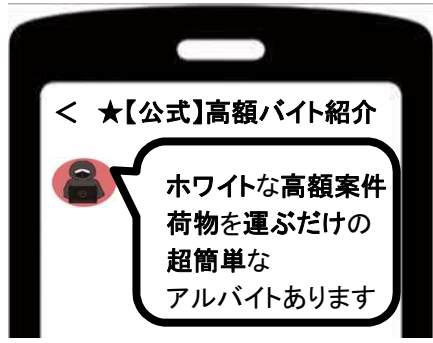 < ★【公式】高額バイト紹介
ホワイトな高額案件
荷物を運ぶだけの
超簡単な
アルバイトあります